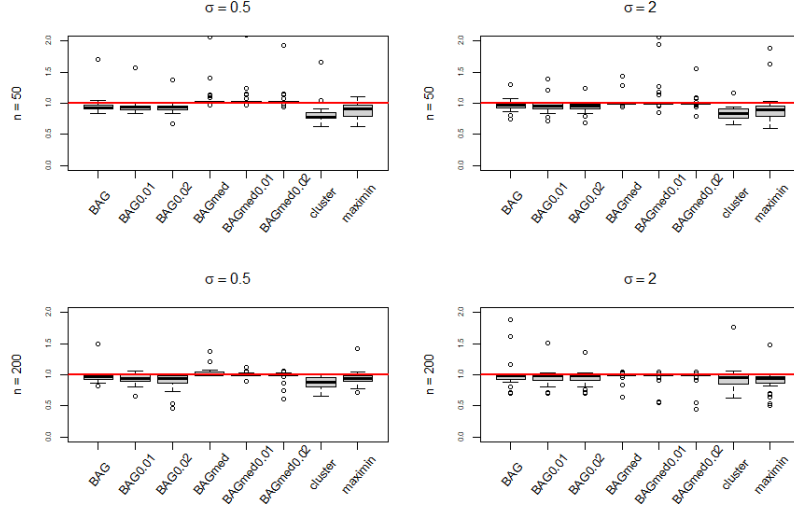 σ = 0.5
n = 50
2.0
1.5
1.0
0.5
0.0
BAG
BAG0.01
BAG0.02
BAGmed
BAGmed0.01
BAGmed0.02
cluster
maximin
σ = 2
n = 50
2.0
1.5
1.0
0.5
0.0
BAG
BAG0.01
BAG0.02
BAGmed
BAGmed0.01
BAGmed0.02
cluster
maximin
σ = 0.5
n = 200
2.0
1.5
1.0
0.5
0.0
BAG
BAG0.01
BAG0.02
BAGmed
BAGmed0.01
BAGmed0.02
cluster
maximin
σ = 2
n = 200
2.0
1.5
1.0
0.5
0.0
BAG
BAG0.01
BAG0.02
BAGmed
BAGmed0.01
BAGmed0.02
cluster
maximin